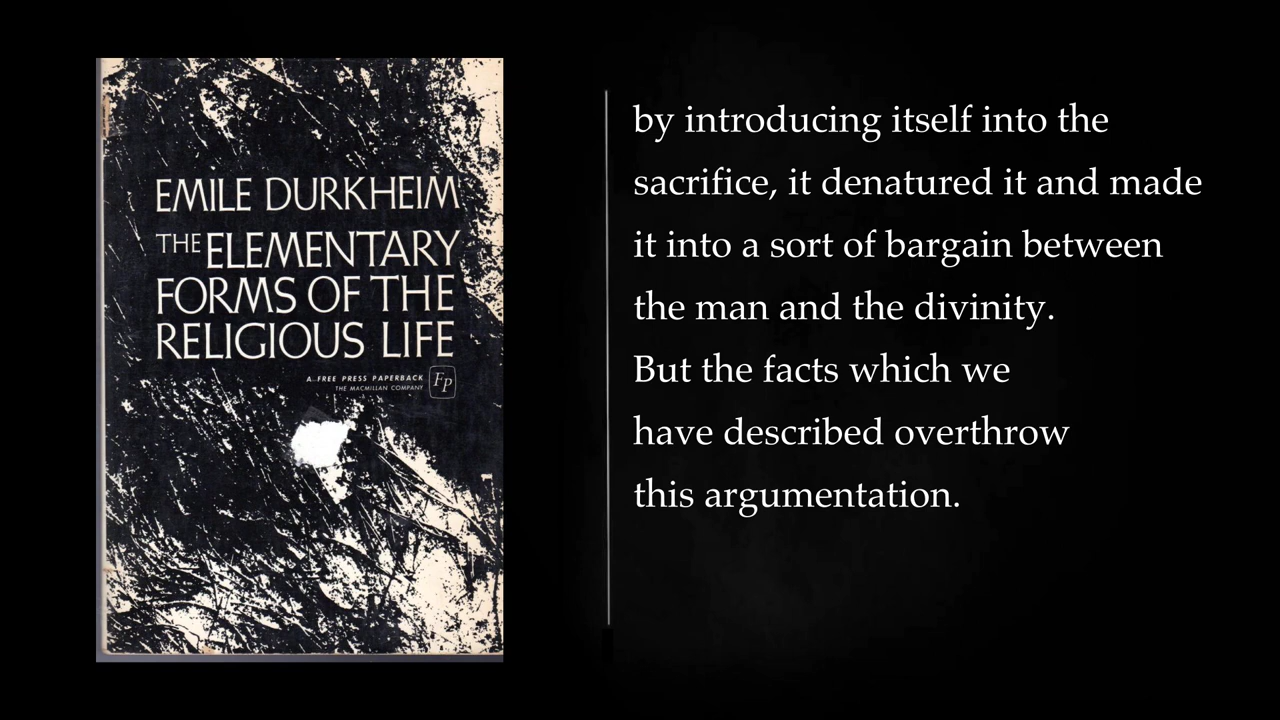 EMILE DURKHEIM
THE ELEMENTARY
FORMS OF THE
RELIGIOUS LIFE
A FREE PRESS PAPERBACK
THE MACMILLAN COMPANY
Fp
by introducing itself into the
sacrifice, it denatured it and made
it into a sort of bargain between
the man and the divinity.
But the facts which we
have described overthrow
this argumentation.